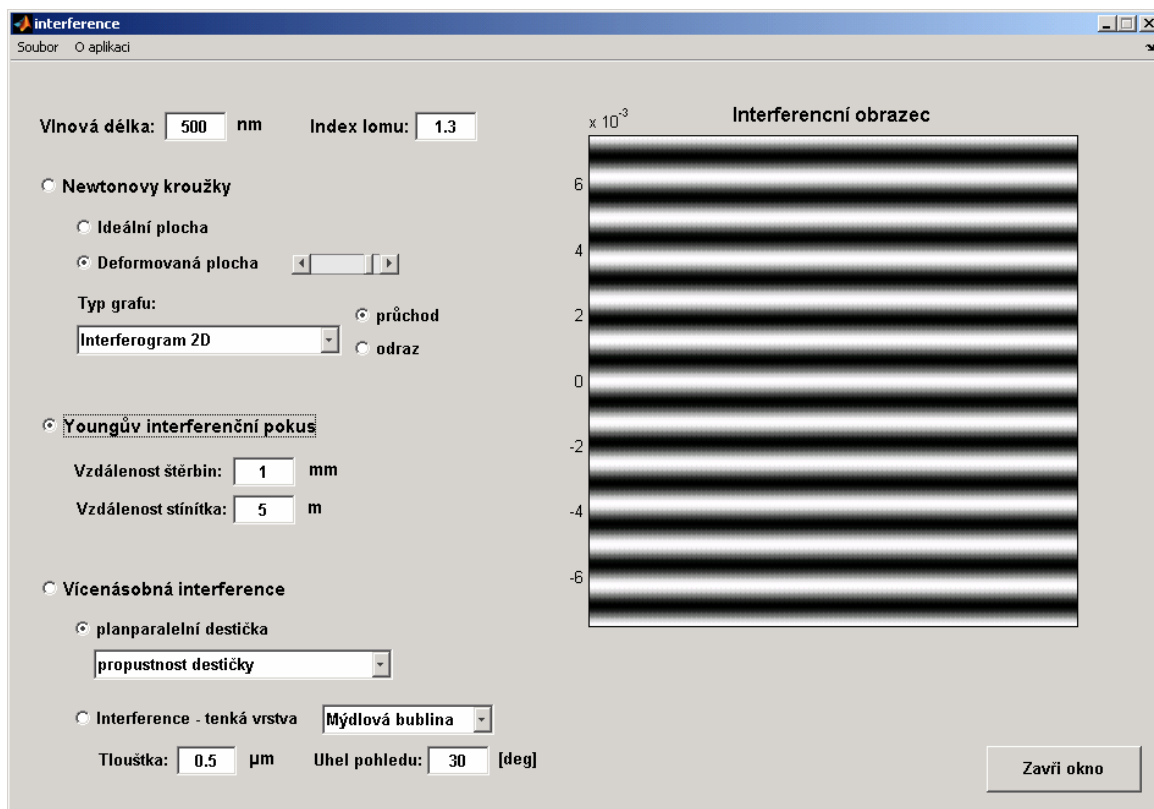 interference
Soubor O aplikaci
Vlnová délka: 500 nm Index lomu: 1.3
Newtonovy kroužky
Ideální plocha
Deformovaná plocha
Typ grafu:
Interferogram 2D
průchod
odraz
Youngův interferenční pokus
Vzdálenost štěrbin: 1 mm
Vzdálenost stínítka: 5 m
Vícenásobná interference
planparalelní destička
propustnost destičky
Interference - tenká vrstva Mýdlová bublina
Tlouštka: 0.5 µm Uhel pohledu: 30 [deg]
x 10⁻³ Interferencní obrazec
6
4
2
0
-2
-4
-6
Zavři okno